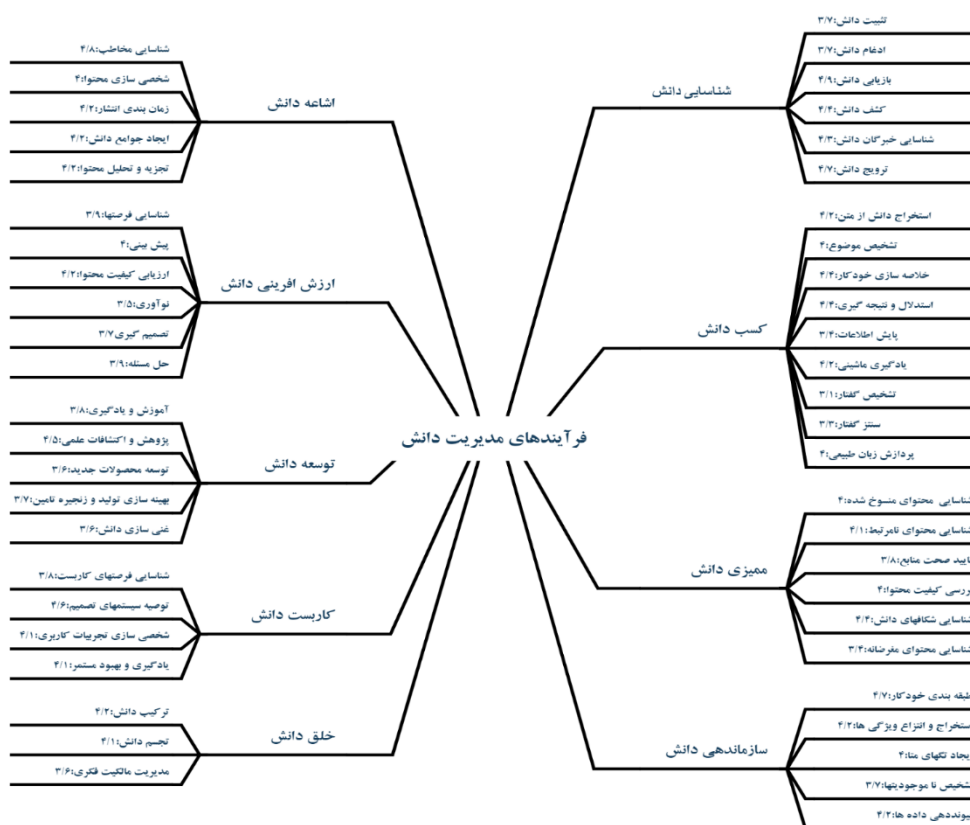 فرآیندهای مدیریت دانش
شناسایی دانش
تثبیت دانش:۳/۷
ادغام دانش:۳/۷
بازیابی دانش:۴/۹
کشف دانش:۴/۴
شناسایی خبرگان دانش:۴/۳
ترویج دانش:۴/۷
کسب دانش
استخراج دانش از متن:۴/۲
تشخیص موضوع:۴
خلاصه سازی خودکار:۴/۴
استدلال و نتیجه گیری:۴/۴
پایش اطلاعات:۳/۴
یادگیری ماشینی:۴/۲
تشخیص گفتار:۳/۱
سنتز گفتار:۳/۳
پردازش زبان طبیعی:۴
ممیزی دانش
شناسایی محتوای منسوخ شده:۴
شناسایی محتوای نامرتبط:۴/۱
ایید صحت منابع:۳/۸
ررسی کیفیت محتوا:۴
شناسایی شکافهای دانش:۴/۴
شناسایی محتوای مغرضانه:۳/۴
سازماندهی دانش
طبقه بندی خودکار:۴/۷
ستخراج و انتزاع ویژگی ها:۴/۲
یجاد تگهای متا:۴
شخیص نا موجودیتها:۳/۷
یونددهی داده ها:۴/۲
اشاعه دانش
شناسایی مخاطب:۴/۸
شخصی سازی محتوا:۴
زمان بندی انتشار:۴/۲
ایجاد جوامع دانش:۴/۲
تجزیه و تحلیل محتوا:۴/۲
ارزش افرینی دانش
شناسایی فرصتها:۳/۹
پیش بینی:۴
ارزیابی کیفیت محتوا:۴/۲
نوآوری:۳/۵
تصمیم گیری۳/۷
حل مسئله:۳/۹
توسعه دانش
آموزش و یادگیری:۳/۸
پژوهش و اکتشافات علمی:۴/۵
توسعه محصولات جدید:۳/۶
بهینه سازی تولید و زنجیره تامین:۳/۷
غنی سازی دانش:۳/۶
کاربست دانش
شناسایی فرصتهای کاربست:۳/۸
توصیه سیستمهای تصمیم:۴/۶
شخصی سازی تجربیات کاربری:۴/۱
یادگیری و بهبود مستمر:۴/۱
خلق دانش
ترکیب دانش:۴/۲
تجسم دانش:۴/۱
مدیریت مالکیت فکری:۳/۶